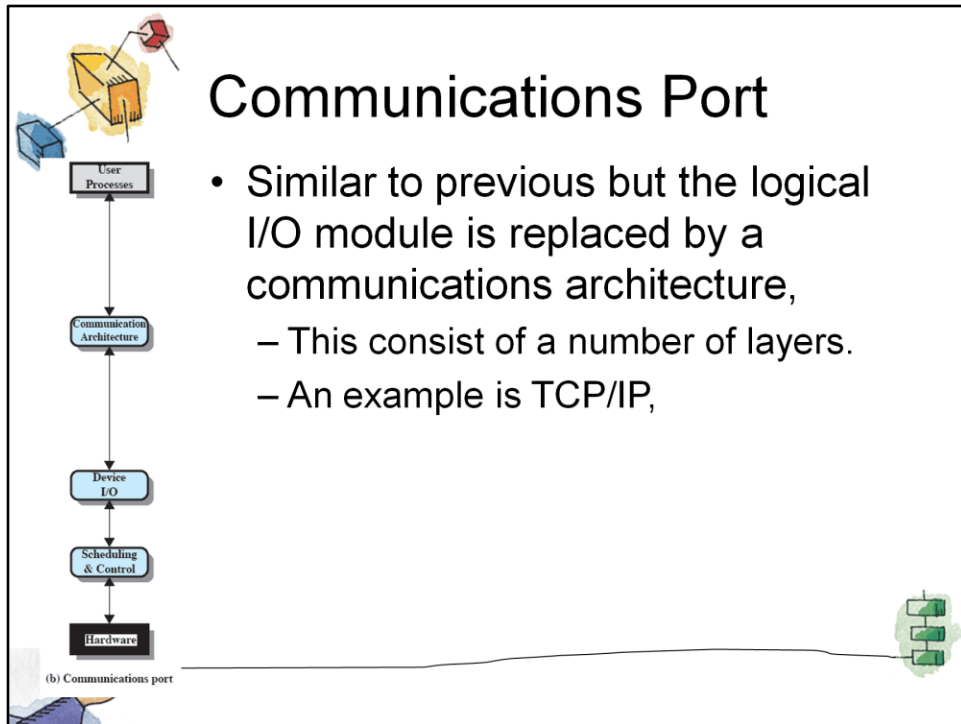 Communications Port
• Similar to previous but the logical
I/O module is replaced by a
communications architecture,
– This consist of a number of layers.
– An example is TCP/IP,
User
Processes
Communication
Architecture
Device
I/O
Scheduling
& Control
Hardware
(b) Communications port